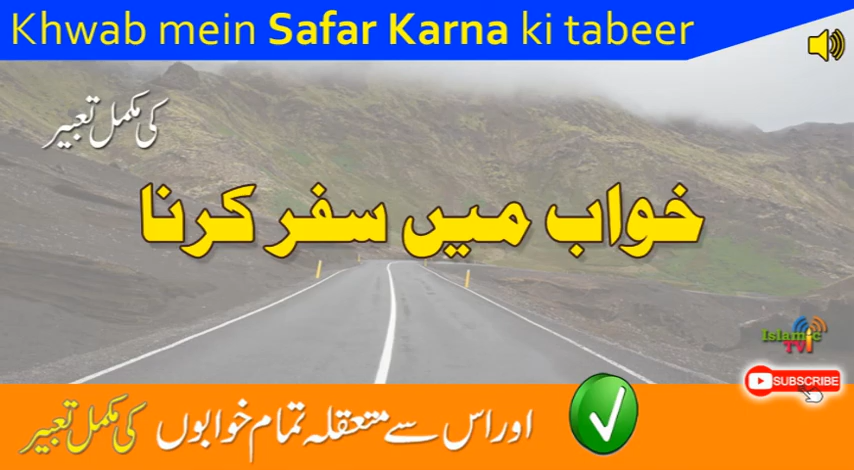 Khwab mein Safar Karna ki tabeer
کی مکمل تعبیر
خواب میں سفر کرنا
Islamic
TV
SUBSCRIBE
اور اس سے متعقلہ تمام خوابوں کی مکمل تعبیر